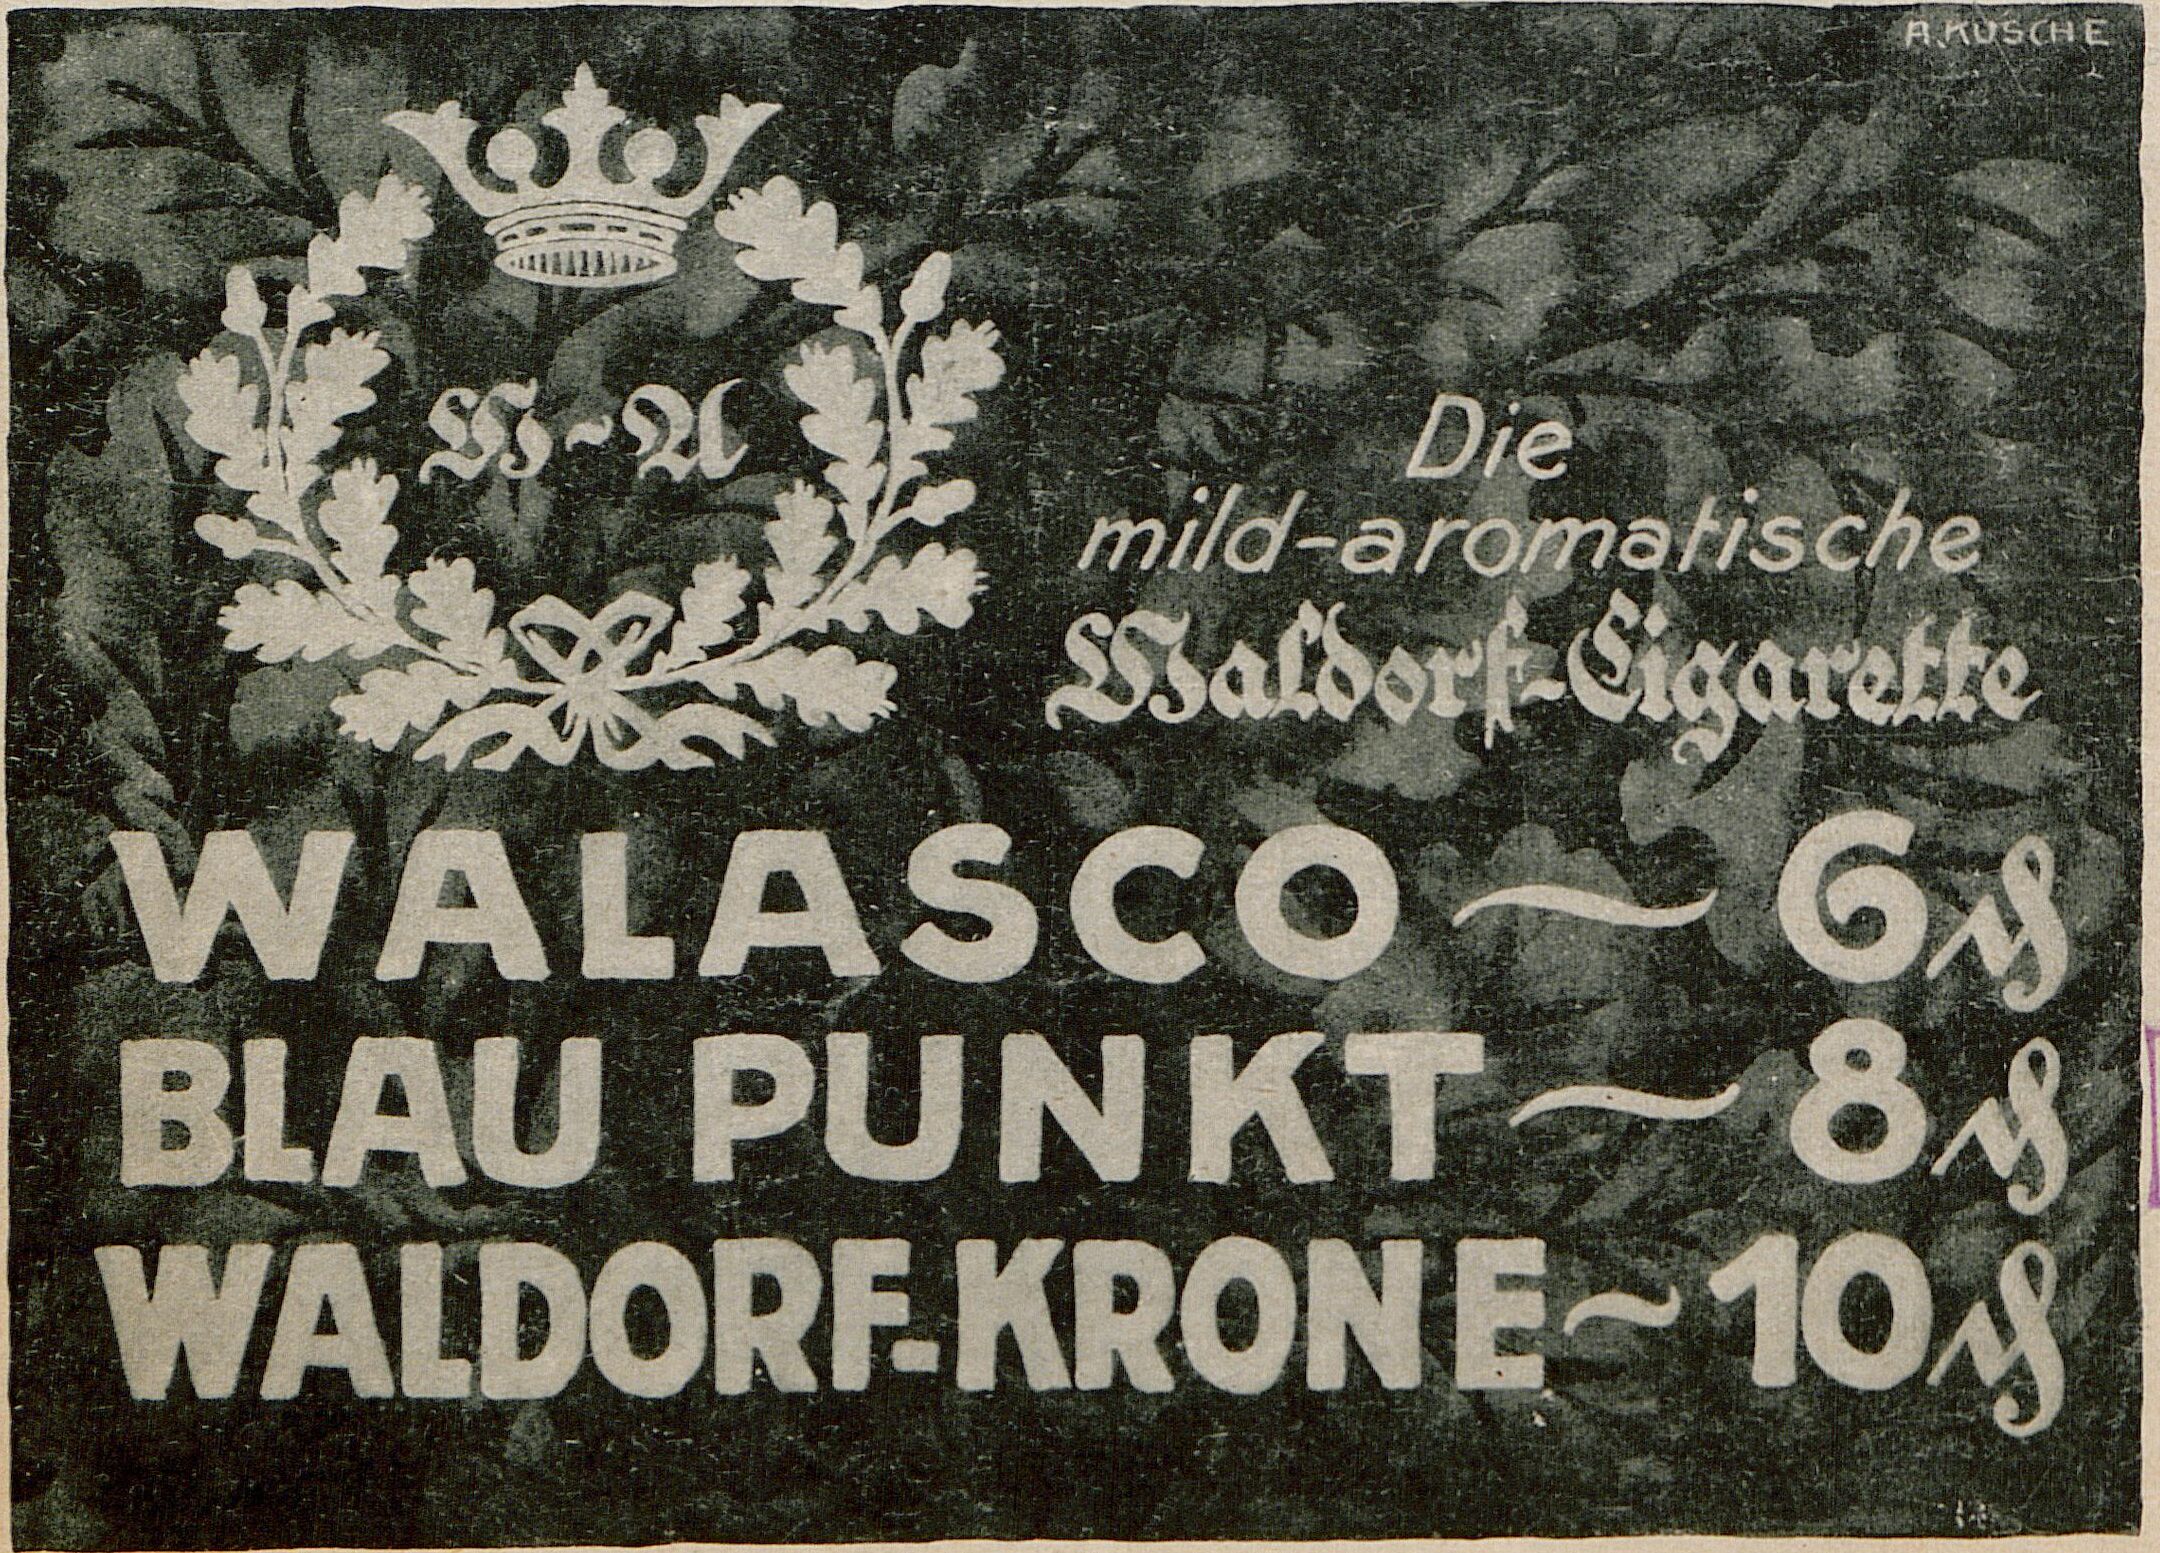 A. KUSCHE
W-A
Die
mild-aromatische
Waldorf-Cigarette
WALASCO ~ 6 ₰
BLAU PUNKT ~ 8 ₰
WALDORF-KRONE ~ 10 ₰